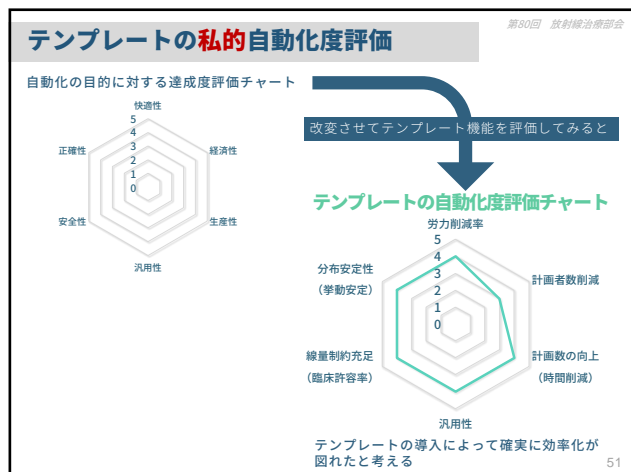 第80回 放射線治療部会
テンプレートの私的自動化度評価
自動化の目的に対する達成度評価チャート
快適性
5
4
3
2
1
0
正確性
経済性
安全性
生産性
汎用性
改変させてテンプレート機能を評価してみると
テンプレートの自動化度評価チャート
労力削減率
5
4
3
2
1
0
分布安定性
（挙動安定）
計画者数削減
線量制約充足
（臨床許容率）
計画数の向上
（時間削減）
汎用性
テンプレートの導入によって確実に効率化が
図れたと考える
51